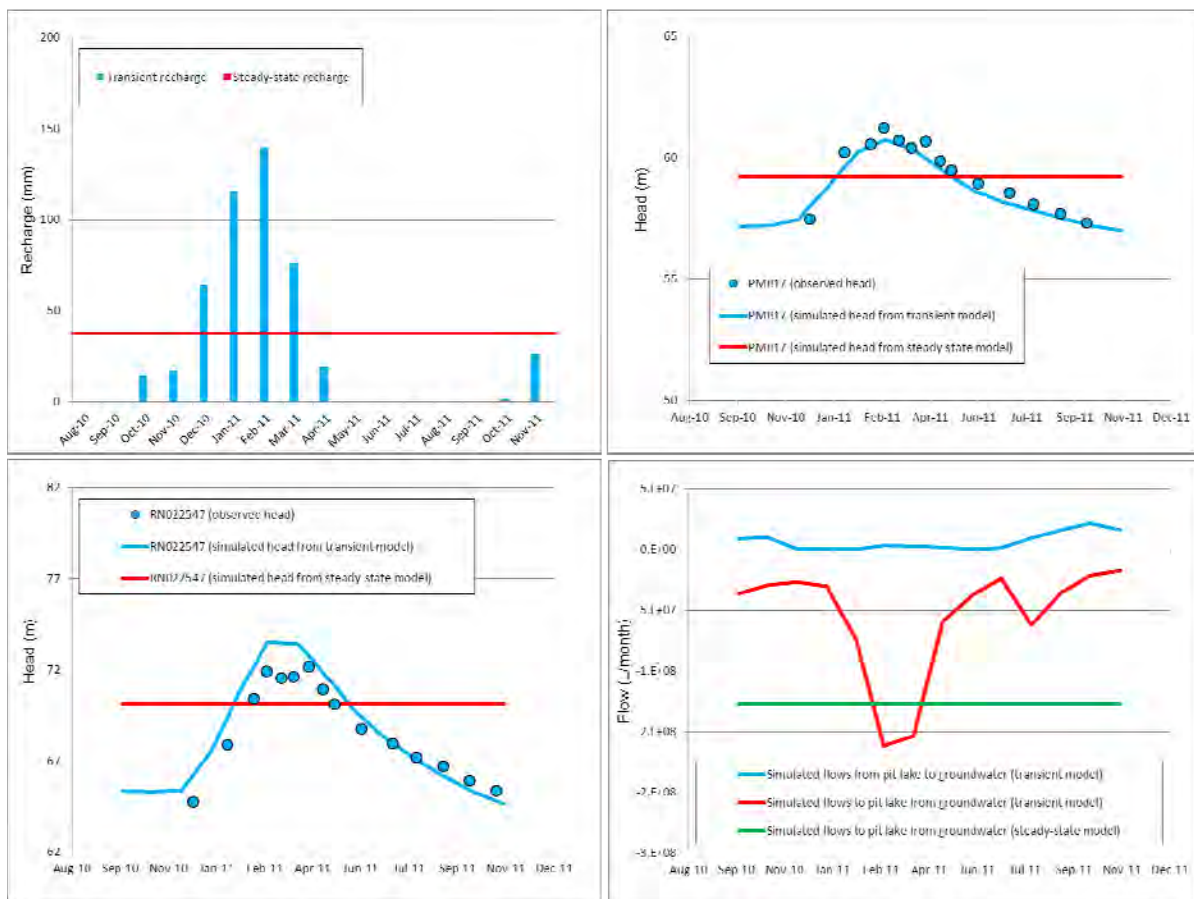 200
Transient recharge Steady-state recharge
150
100
50
0
Recharge (mm)
Aug-10 Sep-10 Oct-10 Nov-10 Dec-10 Jan-11 Feb-11 Mar-11 Apr-11 May-11 Jun-11 Jul-11 Aug-11 Sep-11 Oct-11 Nov-11
65
60
55
50
Head (m)
PMB17 (observed head)
PMB17 (simulated head from transient model)
PMB17 (simulated head from steady state model)
Aug-10 Sep-10 Nov-10 Jan-11 Feb-11 Apr-11 Jun-11 Jul-11 Sep-11 Nov-11 Dec-11
82
77
72
67
62
Head (m)
RN022547 (observed head)
RN022547 (simulated head from transient model)
RN022547 (simulated head from steady state model)
Aug 10 Sep 10 Nov 10 Jan 11 Feb 11 Apr 11 Jun 11 Jul 11 Sep 11 Nov 11 Dec 11
5.E+07
0.E+00
Flow (L/month)
Simulated flows from pit lake to groundwater (transient model)
Simulated flows to pit lake from groundwater (transient model)
Simulated flows to pit lake from groundwater (steady-state model)
Aug 10 Sep 10 Nov 10 Jan 11 Feb 11 Apr 11 Jun 11 Jul 11 Sep 11 Nov 11 Dec 11